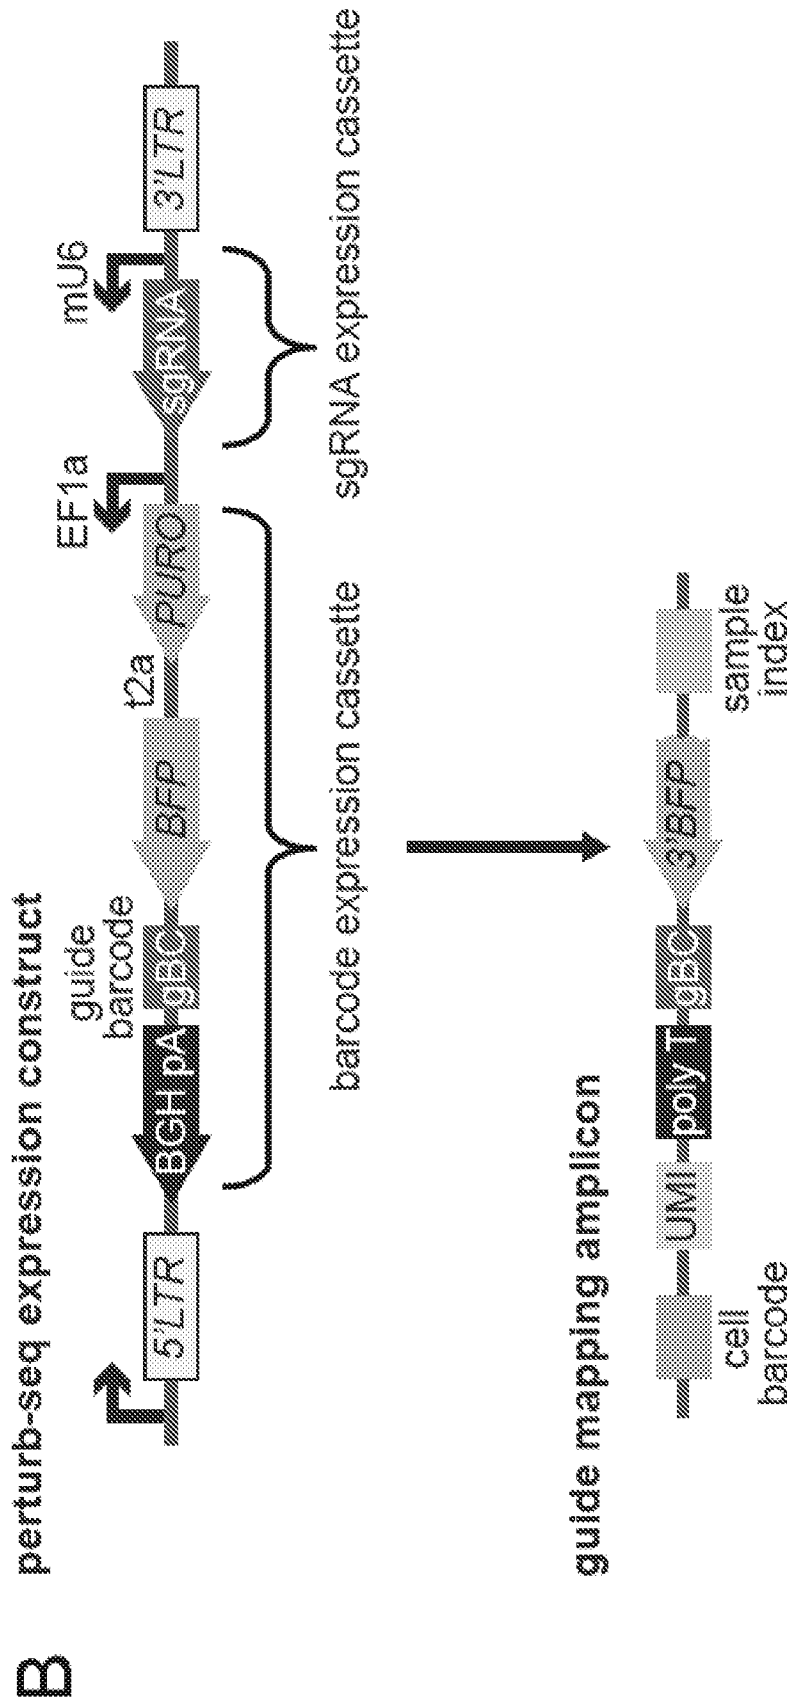 B
perturb-seq expression construct
guide
barcode
t2a
EF1a
mU6
5'LTR
BGH pA
gBC
BFP
PURO
sgRNA
3'LTR
barcode expression cassette
sgRNA expression cassette
guide mapping amplicon
UMI
poly T
gBC
3'BFP
cell
barcode
sample
index